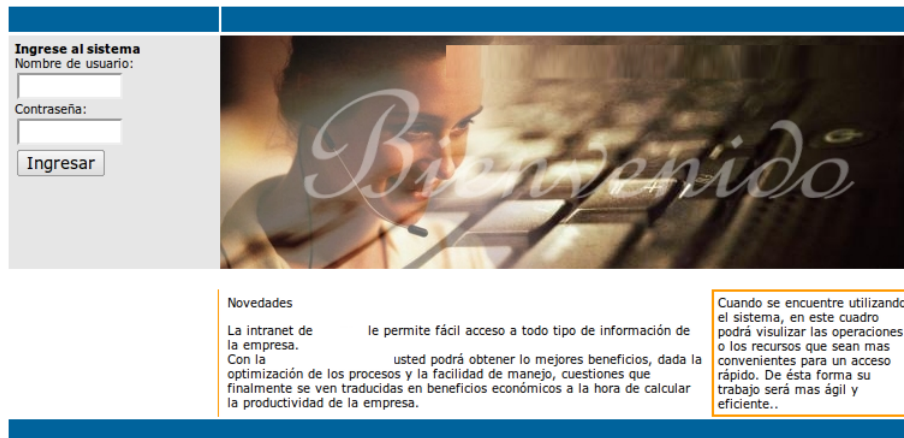 Ingrese al sistema
Nombre de usuario:
Contraseña:
Ingresar
Bienvenido
Novedades
La intranet de le permite fácil acceso a todo tipo de información de
la empresa.
Con la usted podrá obtener lo mejores beneficios, dada la
optimización de los procesos y la facilidad de manejo, cuestiones que
finalmente se ven traducidas en beneficios económicos a la hora de calcular
la productividad de la empresa.
Cuando se encuentre utilizando
el sistema, en este cuadro
podrá visulizar las operaciones
o los recursos que sean mas
convenientes para un acceso
rápido. De ésta forma su
trabajo será mas ágil y
eficiente..